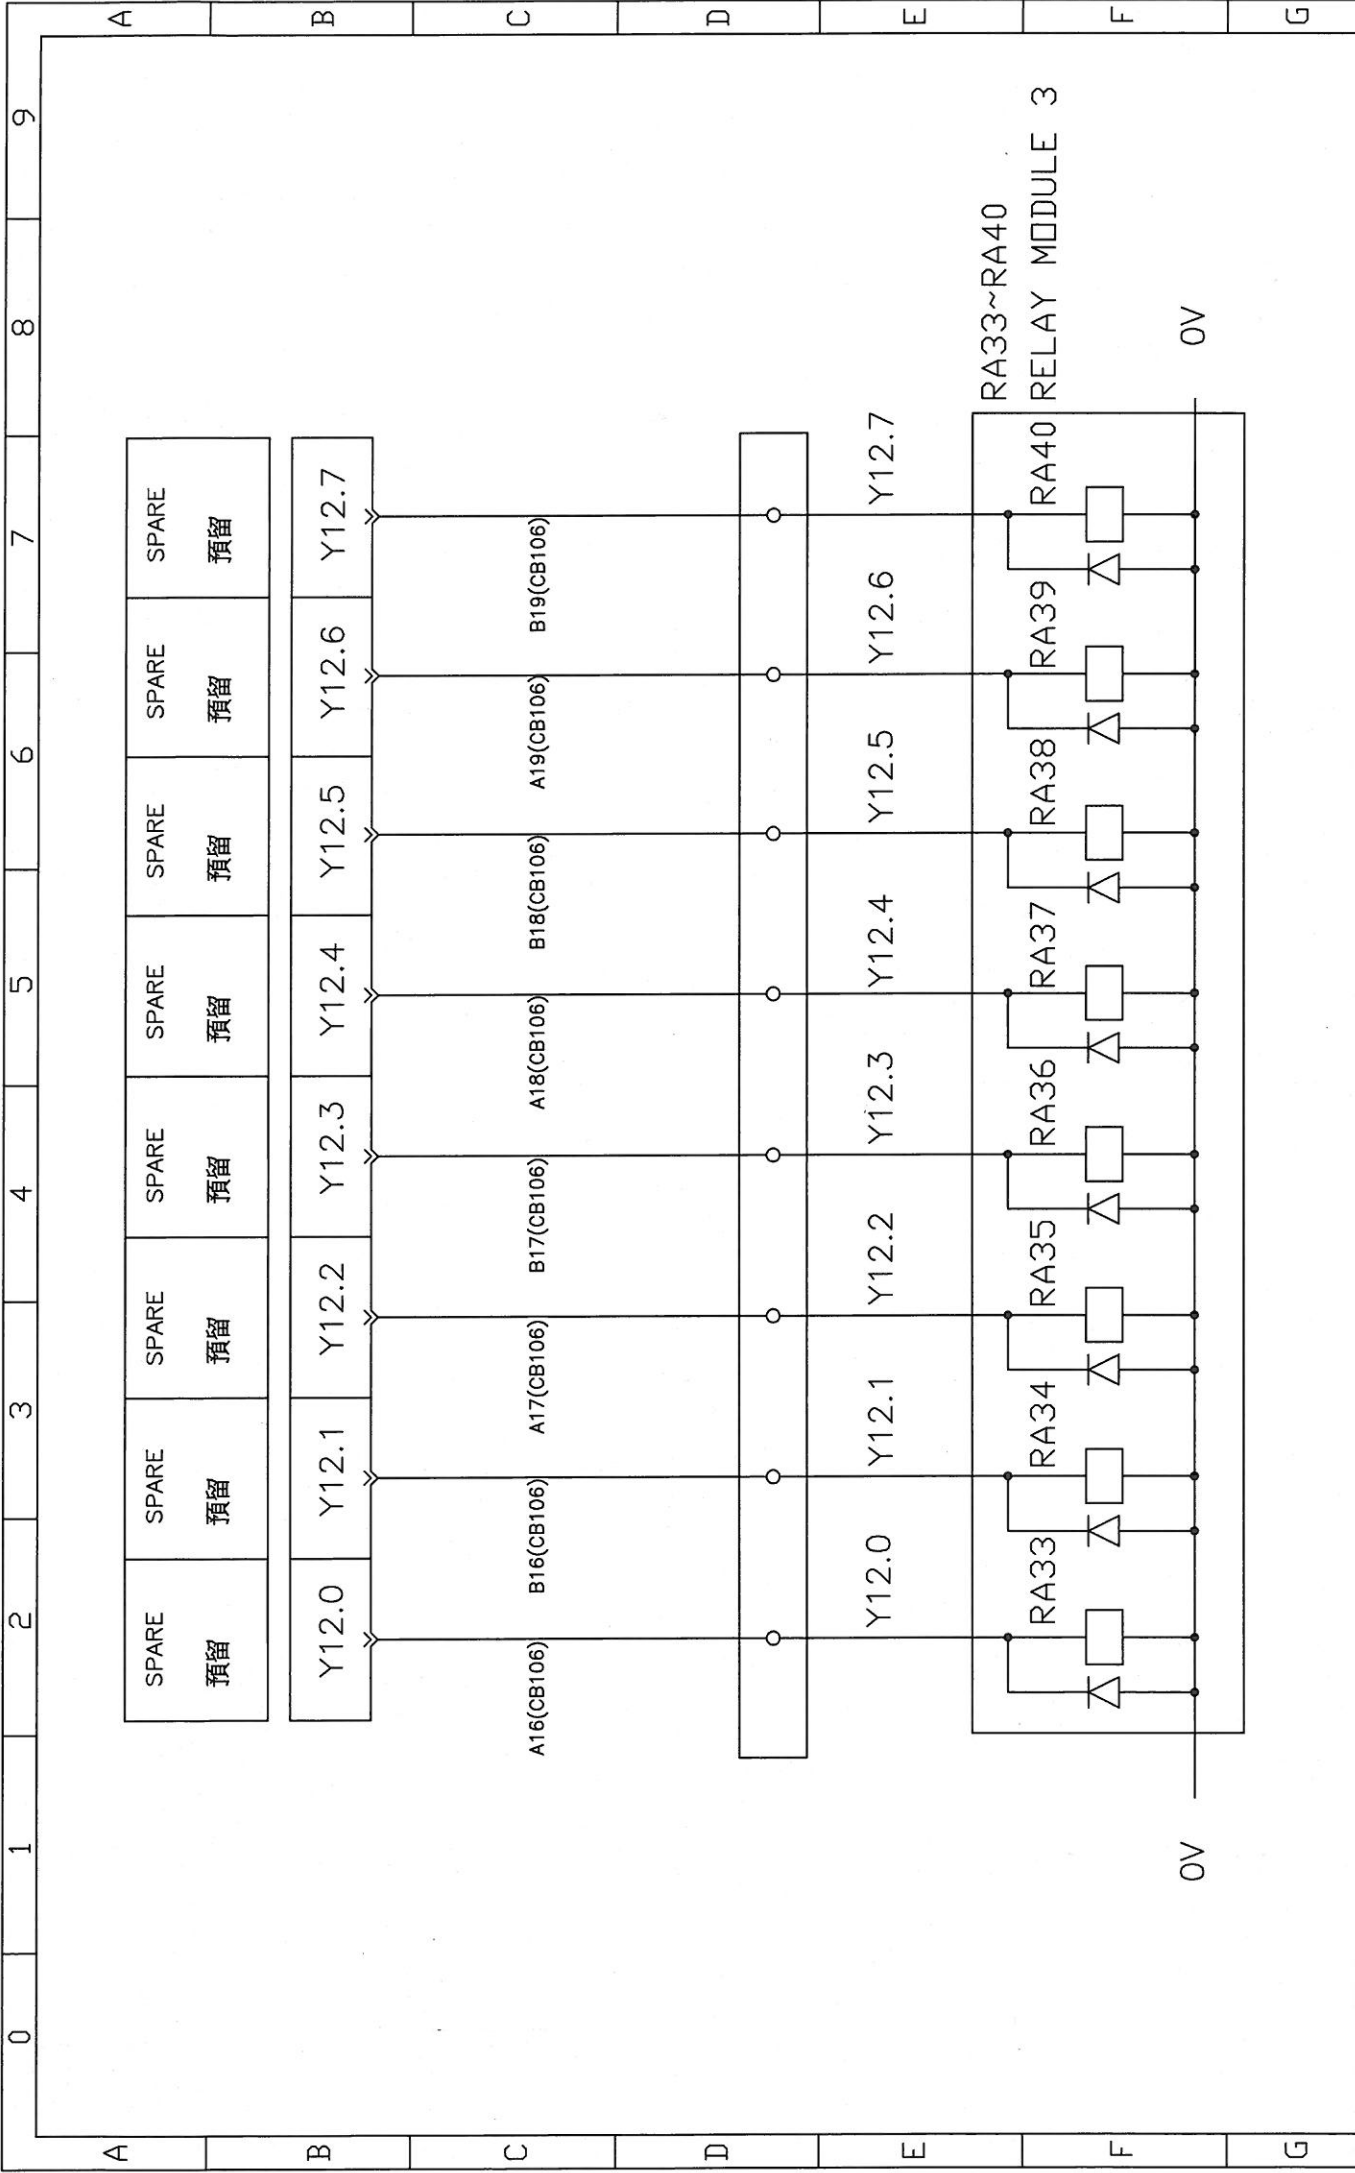 0 1 2 3 4 5 6 7 8 9
A A
SPARE SPARE SPARE SPARE SPARE SPARE SPARE SPARE
預留 預留 預留 預留 預留 預留 預留 預留
B B
Y12.0 Y12.1 Y12.2 Y12.3 Y12.4 Y12.5 Y12.6 Y12.7
C C
A16(CB106) B16(CB106) A17(CB106) B17(CB106) A18(CB106) B18(CB106) A19(CB106) B19(CB106)
D D
E E
Y12.0 Y12.1 Y12.2 Y12.3 Y12.4 Y12.5 Y12.6 Y12.7
RA33~RA40
RA33 RA34 RA35 RA36 RA37 RA38 RA39 RA40 RELAY MODULE 3
F F
0V 0V
G G